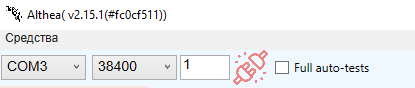 Althea( v2.15.1(#fc0cf511))
Средства
COM3 38400 1 Full auto-tests